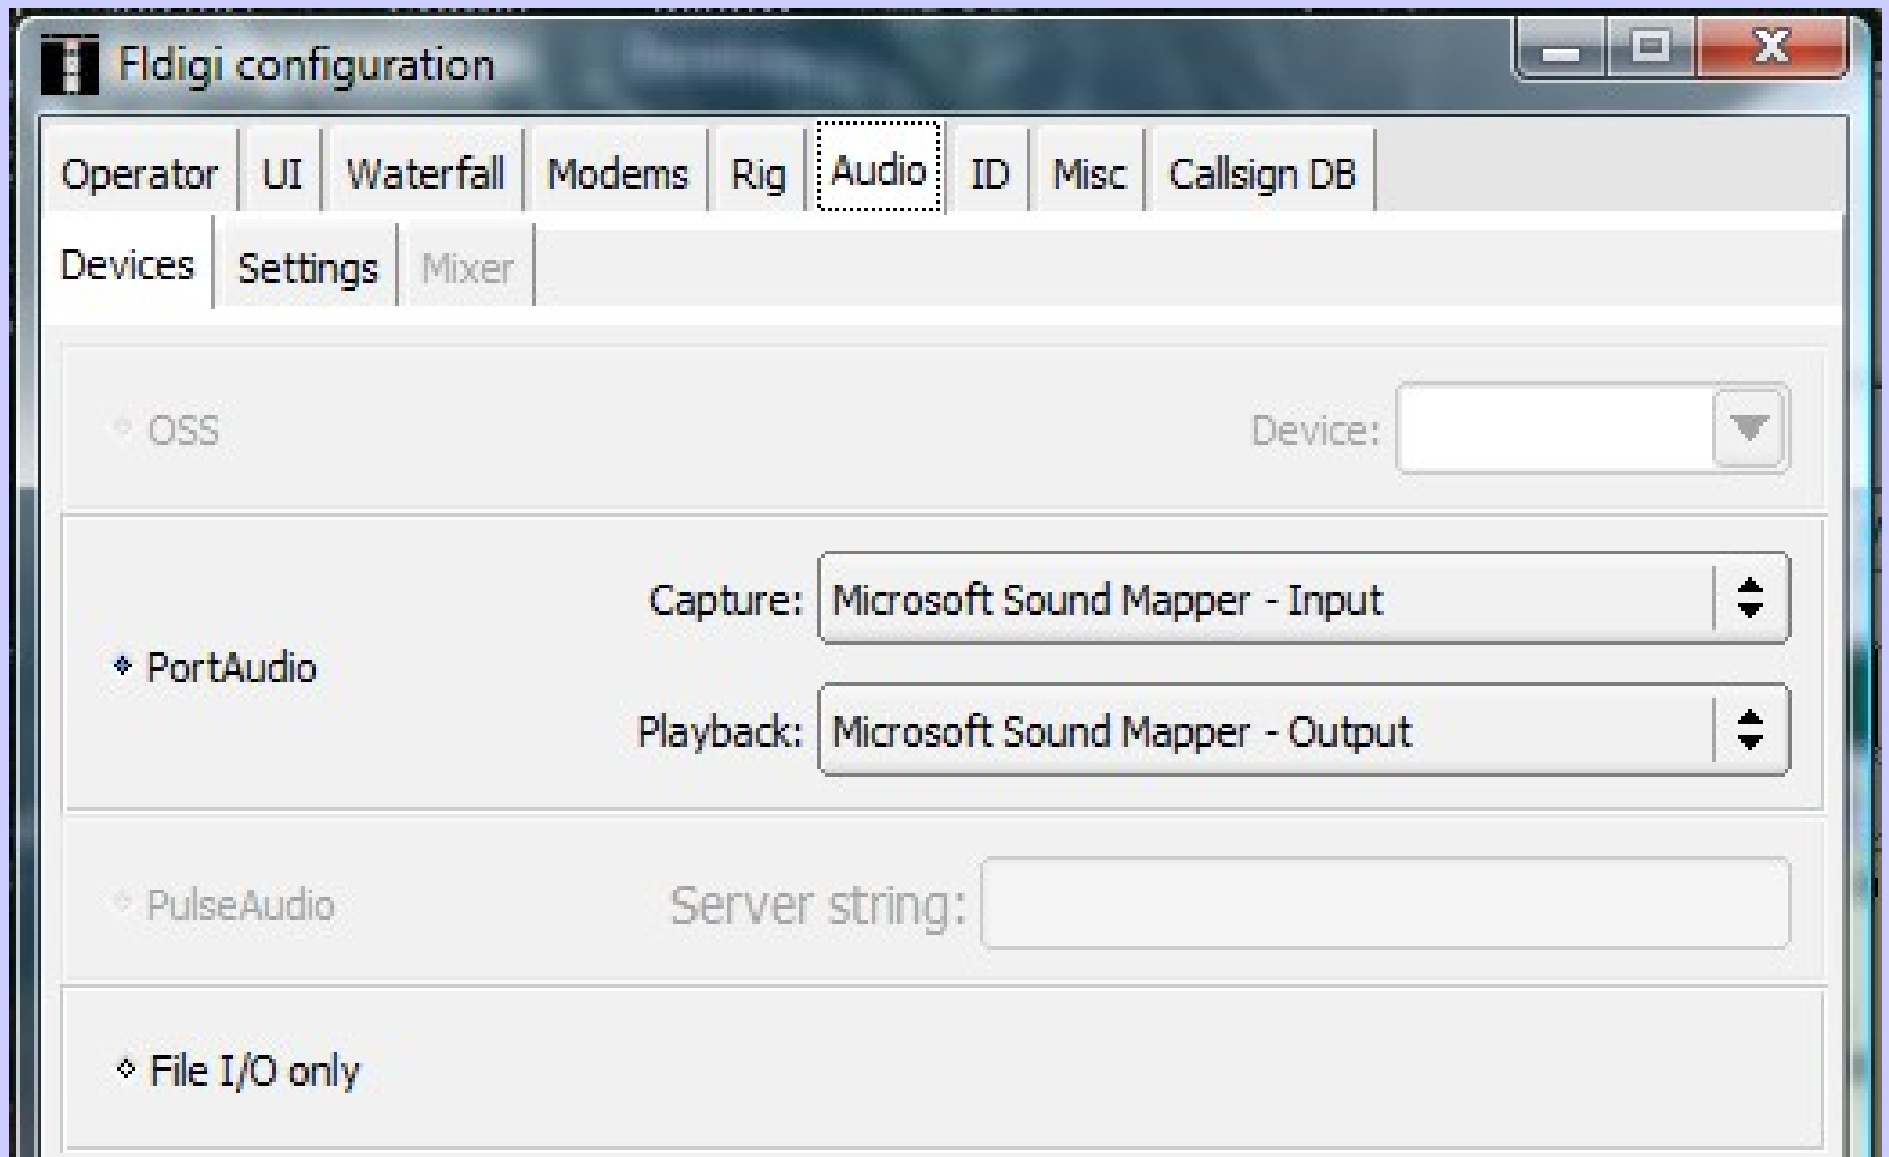 Fldigi configuration
Operator UI Waterfall Modems Rig Audio ID Misc Callsign DB
Devices Settings Mixer
OSS Device:
Capture: Microsoft Sound Mapper - Input
PortAudio
Playback: Microsoft Sound Mapper - Output
PulseAudio Server string:
File I/O only